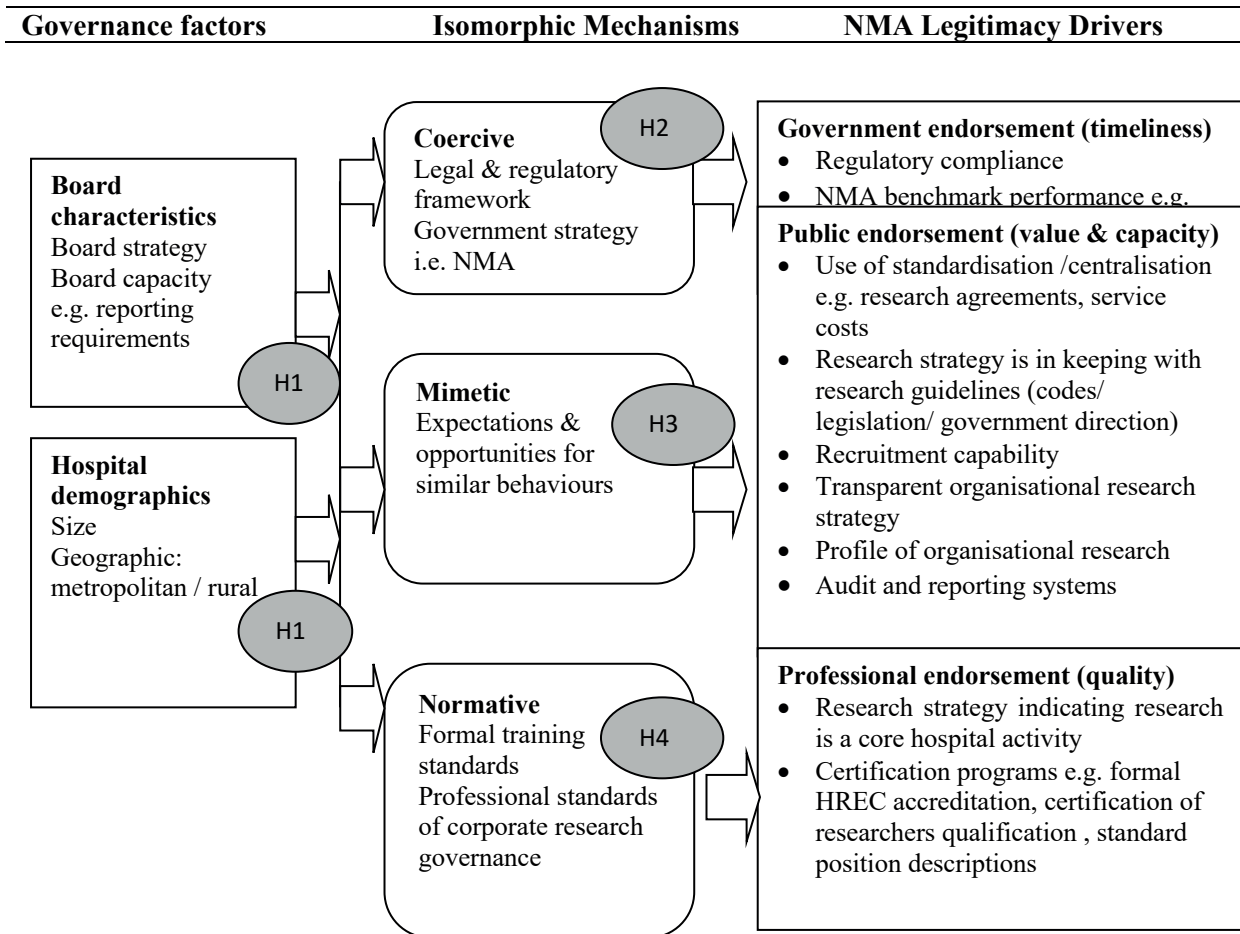 Governance factors
Isomorphic Mechanisms
NMA Legitimacy Drivers
Board
characteristics
Board strategy
Board capacity
e.g. reporting
requirements
H1
Hospital
demographics
Size
Geographic:
metropolitan / rural
H1
Coercive
Legal & regulatory
framework
Government strategy
i.e. NMA
H2
Mimetic
Expectations &
opportunities for
similar behaviours
H3
Normative
Formal training
standards
Professional standards
of corporate research
governance
H4
Government endorsement (timeliness)
• Regulatory compliance
• NMA benchmark performance e.g.
Public endorsement (value & capacity)
• Use of standardisation /centralisation
e.g. research agreements, service
costs
• Research strategy is in keeping with
research guidelines (codes/
legislation/ government direction)
• Recruitment capability
• Transparent organisational research
strategy
• Profile of organisational research
• Audit and reporting systems
Professional endorsement (quality)
• Research strategy indicating research
is a core hospital activity
• Certification programs e.g. formal
HREC accreditation, certification of
researchers qualification , standard
position descriptions